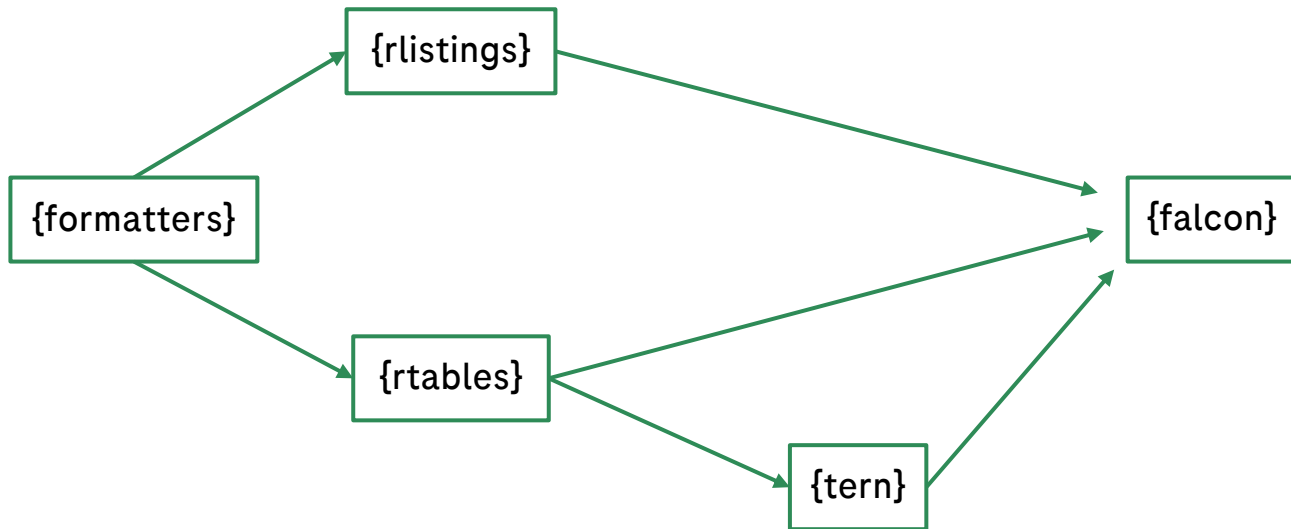 {rlistings}
{formatters}
{falcon}
{rtables}
{tern}